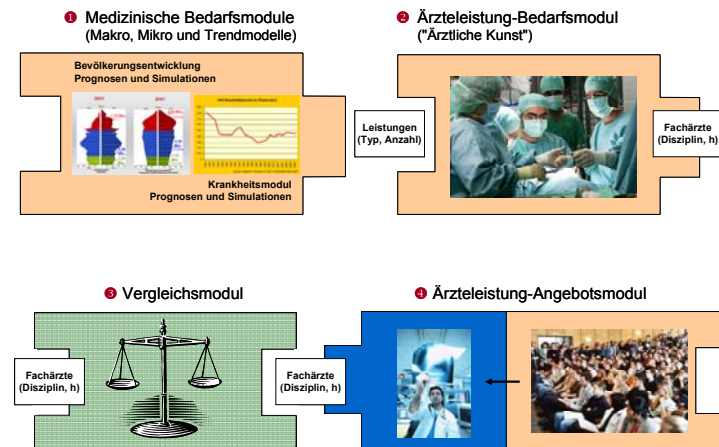 ❶ Medizinische Bedarfsmodule
(Makro, Mikro und Trendmodelle)
Bevölkerungsentwicklung
Prognosen und Simulationen
Krankheitsmodul
Prognosen und Simulationen
❷ Ärzteleistung-Bedarfsmodul
("Ärztliche Kunst")
Leistungen
(Typ, Anzahl)
Fachärzte
(Disziplin, h)
❸ Vergleichsmodul
Fachärzte
(Disziplin, h)
Fachärzte
(Disziplin, h)
❹ Ärzteleistung-Angebotsmodul